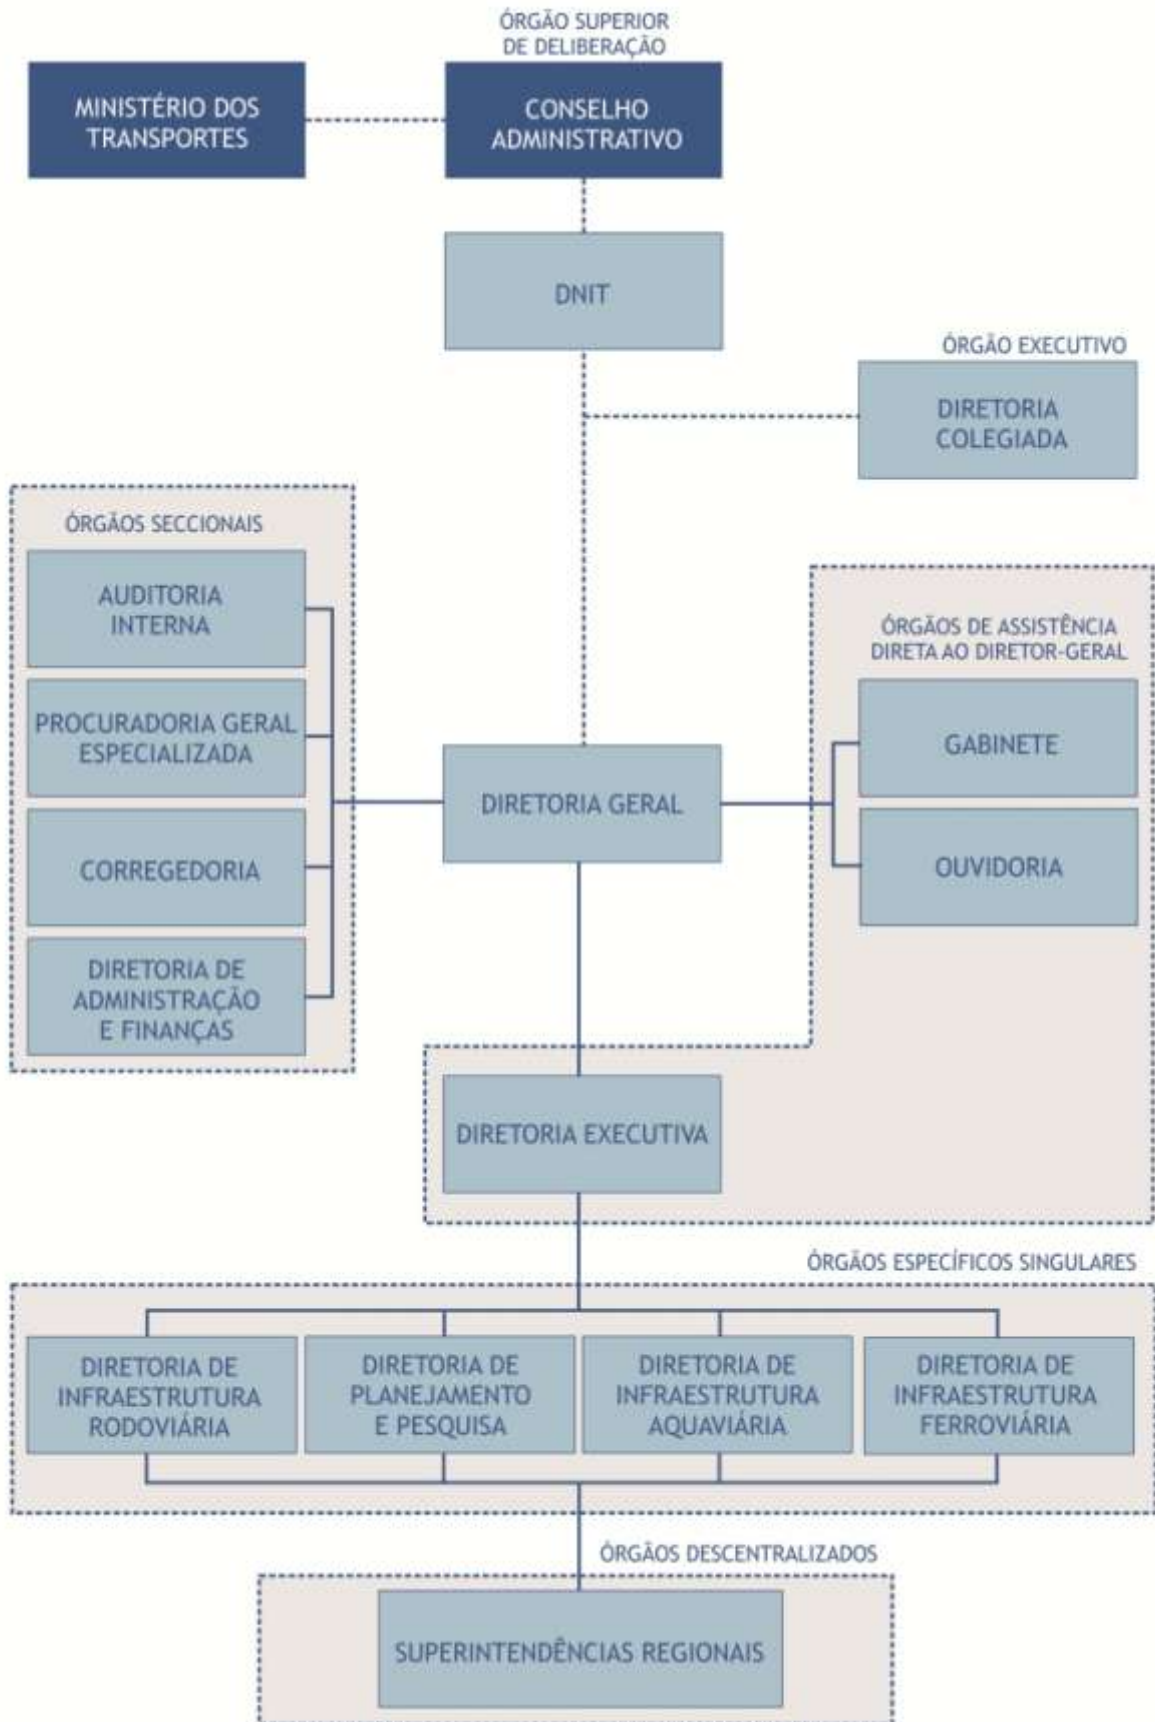 ÓRGÃO SUPERIOR
DE DELIBERAÇÃO
MINISTÉRIO DOS
TRANSPORTES
CONSELHO
ADMINISTRATIVO
DNIT
ÓRGÃO EXECUTIVO
DIRETORIA
COLEGIADA
ÓRGÃOS SECCIONAIS
AUDITORIA
INTERNA
PROCURADORIA GERAL
ESPECIALIZADA
CORREGEDORIA
DIRETORIA DE
ADMINISTRAÇÃO
E FINANÇAS
DIRETORIA GERAL
ÓRGÃOS DE ASSISTÊNCIA
DIRETA AO DIRETOR-GERAL
GABINETE
OUVIDORIA
DIRETORIA EXECUTIVA
ÓRGÃOS ESPECÍFICOS SINGULARES
DIRETORIA DE
INFRAESTRUTURA
RODOVIÁRIA
DIRETORIA DE
PLANEJAMENTO
E PESQUISA
DIRETORIA DE
INFRAESTRUTURA
AQUAVIÁRIA
DIRETORIA DE
INFRAESTRUTURA
FERROVIÁRIA
ÓRGÃOS DESCENTRALIZADOS
SUPERINTENDÊNCIAS REGIONAIS